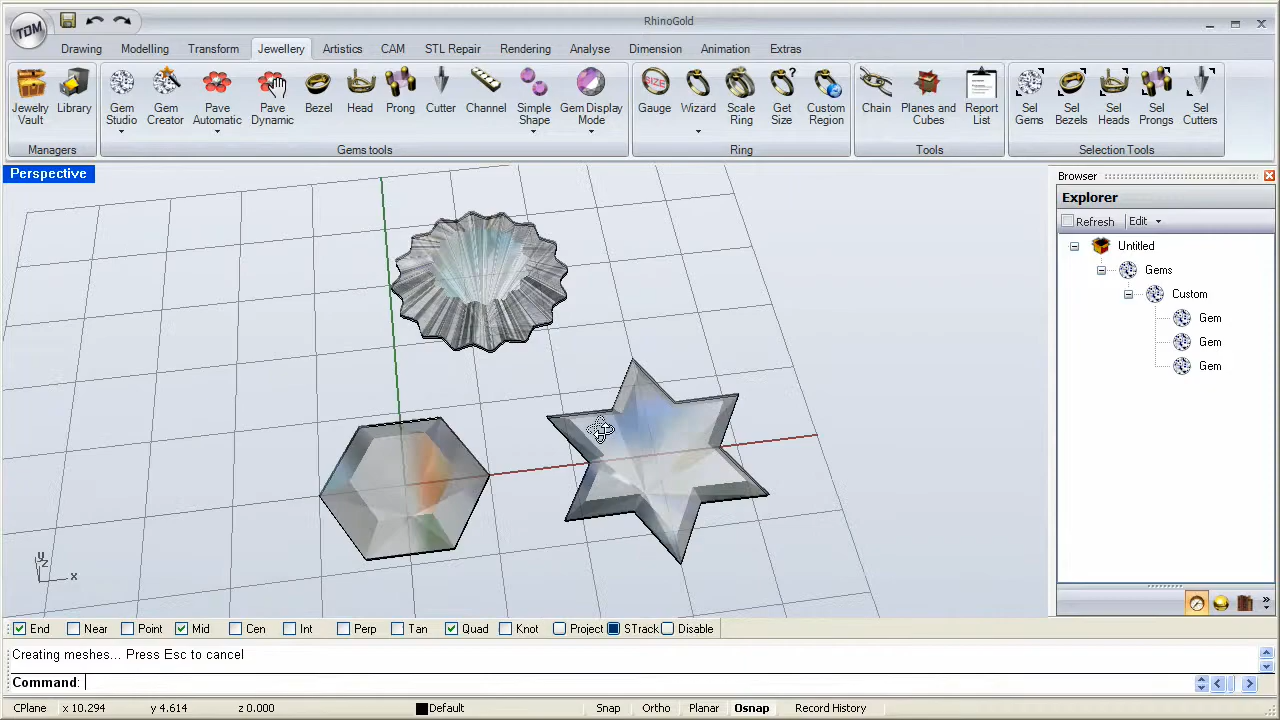 RhinoGold
TDM
Drawing Modelling Transform Jewellery Artistics CAM STL Repair Rendering Analyse Dimension Animation Extras
Jewelry Vault
Library
Gem Studio
Gem Creator
Pave Automatic
Pave Dynamic
Bezel
Head
Prong
Cutter
Channel
Simple Shape
Gem Display Mode
Gauge
Wizard
Scale Ring
Get Size
Custom Region
Chain
Planes and Cubes
Report List
Sel Gems
Sel Bezels
Sel Heads
Sel Prongs
Sel Cutters
SIZE
Managers Gems tools Ring Tools Selection Tools
Perspective
Browser
Explorer
Refresh Edit
Untitled
Gems
Custom
Gem
Gem
Gem
y
z
x
End Near Point Mid Cen Int Perp Tan Quad Knot Project STrack Disable
Creating meshes... Press Esc to cancel
Command:
CPlane x 10.294 y 4.614 z 0.000 Default Snap Ortho Planar Osnap Record History